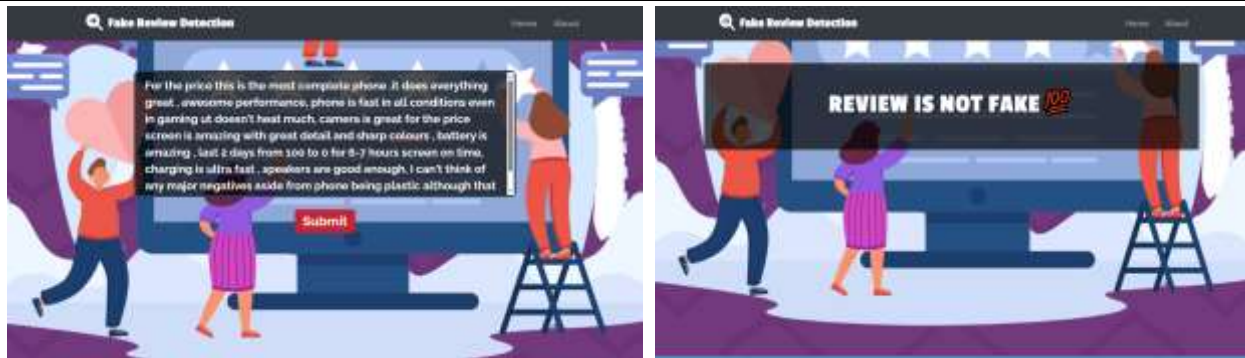 Fake Review Detection
Home About
For the price this is the most complete phone .it does everything
great , awesome performance, phone is fast in all conditions even
in gaming ut doesn't heat much, camera is great for the price
screen is amazing with great detail and sharp colours , battery is
amazing , last 2 days from 100 to 0 for 6-7 hours screen on time,
charging is ultra fast , speakers are good enough, I can't think of
any major negatives aside from phone being plastic although that
Submit
Fake Review Detection
Home About
REVIEW IS NOT FAKE 💯